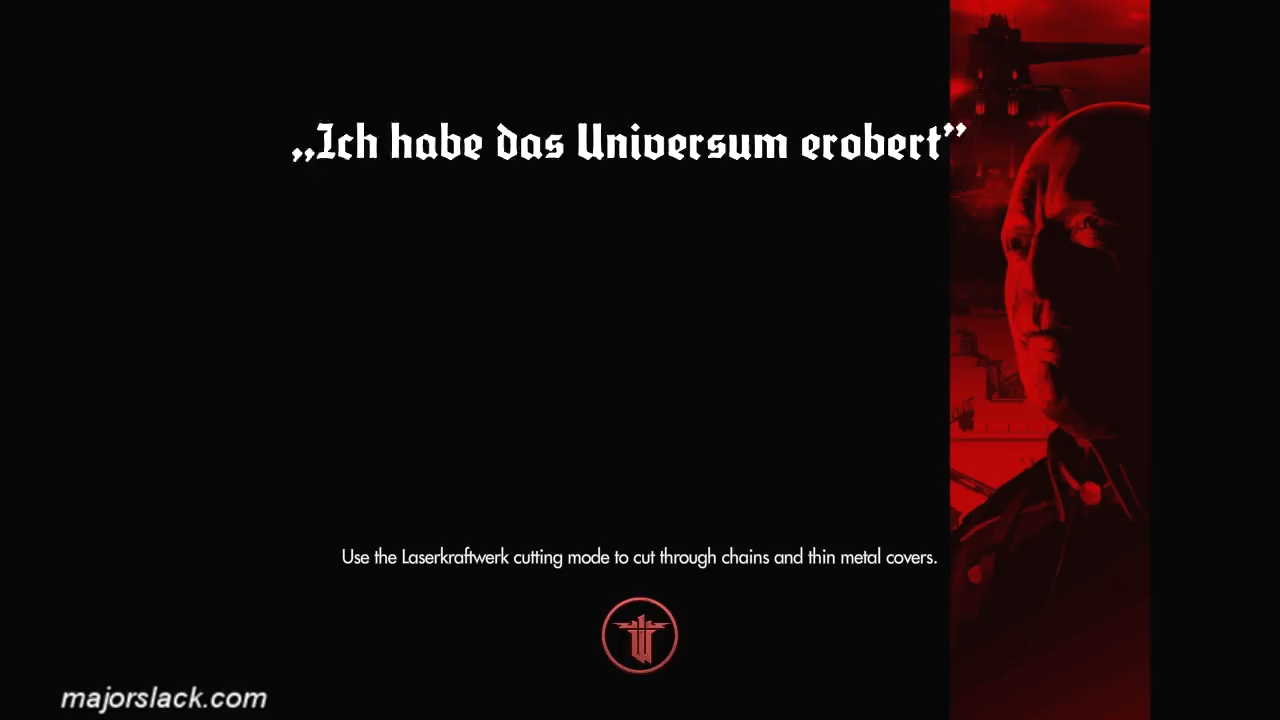 „Ich habe das Universum erobert”
Use the Laserkraftwerk cutting mode to cut through chains and thin metal covers.
majorslack.com